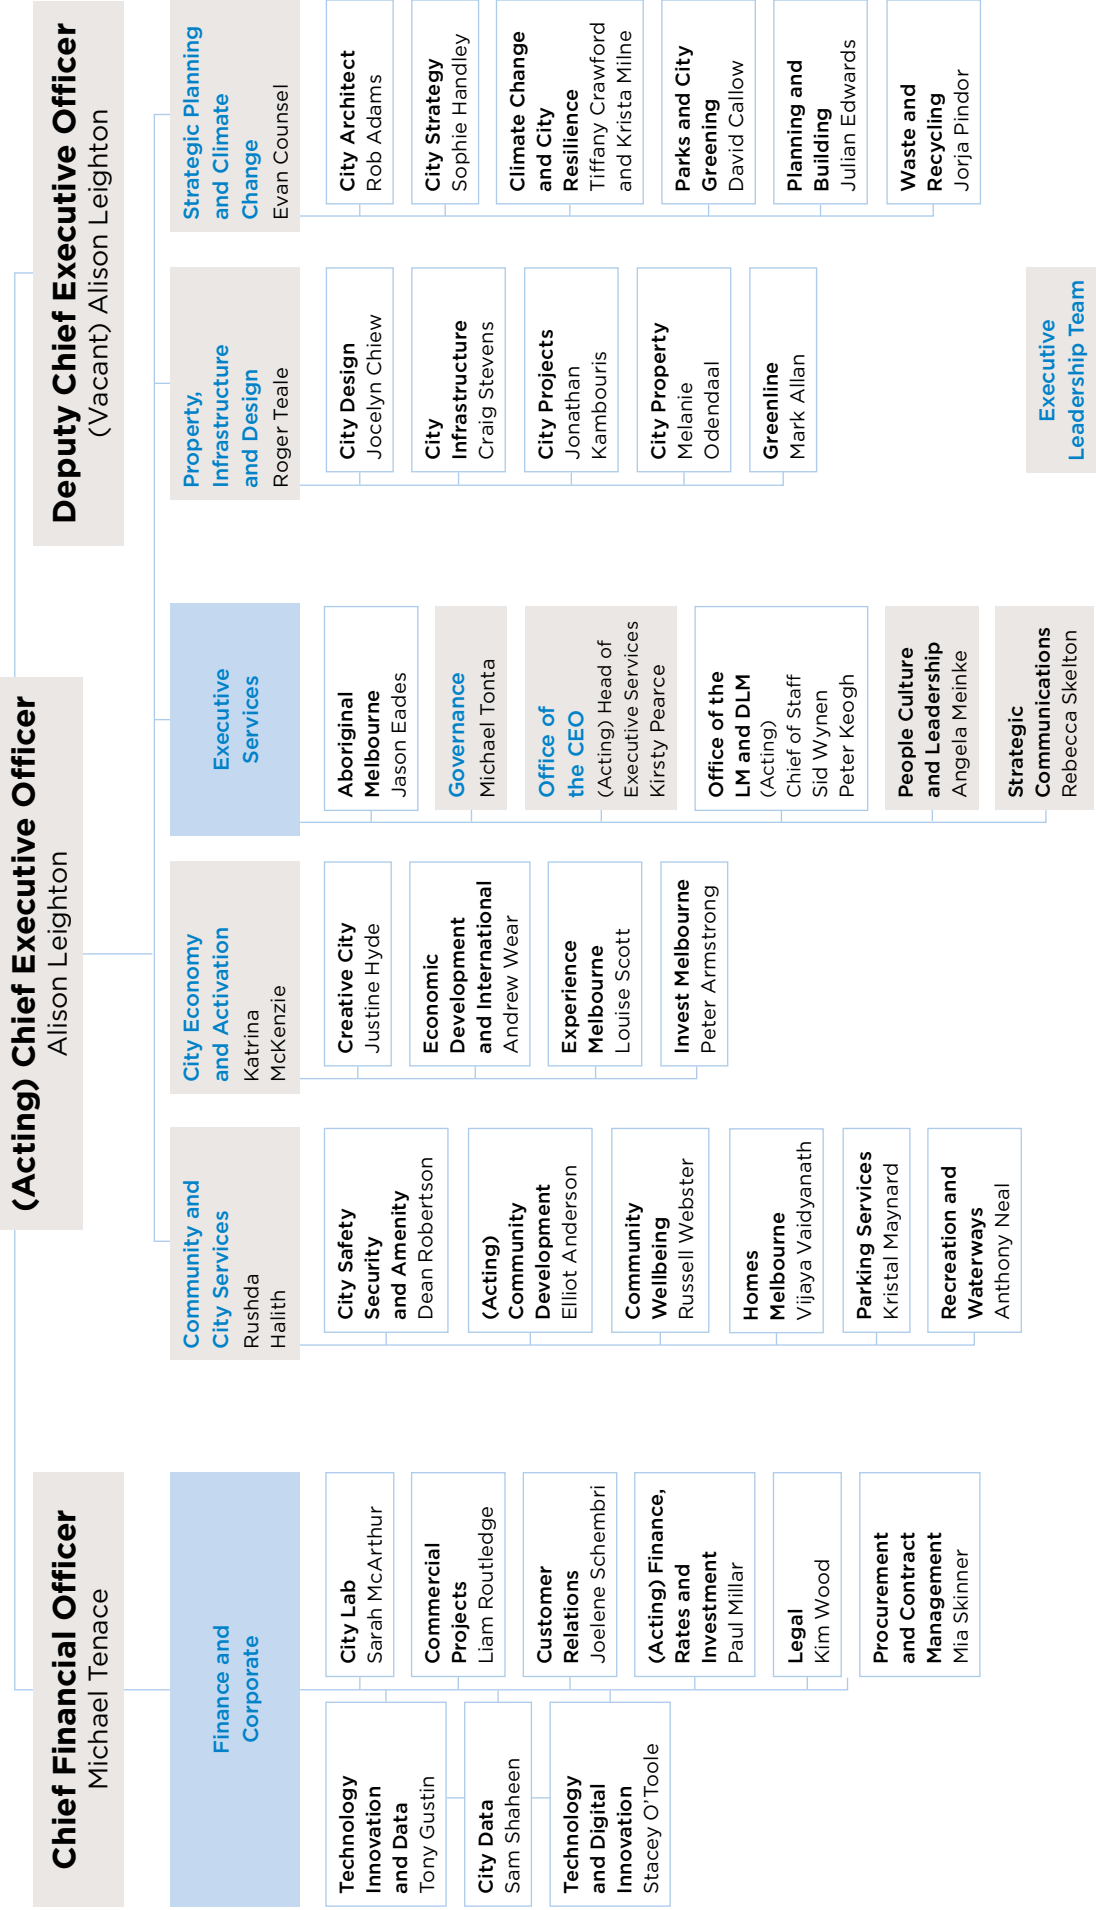 (Acting) Chief Executive Officer
Alison Leighton
Chief Financial Officer
Michael Tenace
Deputy Chief Executive Officer
(Vacant) Alison Leighton
Finance and
Corporate
Technology
Innovation
and Data
Tony Gustin
City Data
Sam Shaheen
Technology
and Digital
Innovation
Stacey O'Toole
City Lab
Sarah McArthur
Commercial
Projects
Liam Routledge
Customer
Relations
Joelene Schembri
(Acting) Finance,
Rates and
Investment
Paul Millar
Legal
Kim Wood
Procurement
and Contract
Management
Mia Skinner
Community and
City Services
Rushda
Halith
City Safety
Security
and Amenity
Dean Robertson
(Acting)
Community
Development
Elliot Anderson
Community
Wellbeing
Russell Webster
Homes
Melbourne
Vijaya Vaidyanath
Parking Services
Kristal Maynard
Recreation and
Waterways
Anthony Neal
City Economy
and Activation
Katrina
McKenzie
Creative City
Justine Hyde
Economic
Development
and International
Andrew Wear
Experience
Melbourne
Louise Scott
Invest Melbourne
Peter Armstrong
Executive
Services
Aboriginal
Melbourne
Jason Eades
Governance
Michael Tonta
Office of
the CEO
(Acting) Head of
Executive Services
Kirsty Pearce
Office of the
LM and DLM
(Acting)
Chief of Staff
Sid Wynen
Peter Keogh
People Culture
and Leadership
Angela Meinke
Strategic
Communications
Rebecca Skelton
Property,
Infrastructure
and Design
Roger Teale
City Design
Jocelyn Chiew
City
Infrastructure
Craig Stevens
City Projects
Jonathan
Kambouris
City Property
Melanie
Odendaal
Greenline
Mark Allan
Strategic Planning
and Climate
Change
Evan Counsel
City Architect
Rob Adams
City Strategy
Sophie Handley
Climate Change
and City
Resilience
Tiffany Crawford
and Krista Milne
Parks and City
Greening
David Callow
Planning and
Building
Julian Edwards
Waste and
Recycling
Jorja Pindor
Executive
Leadership Team